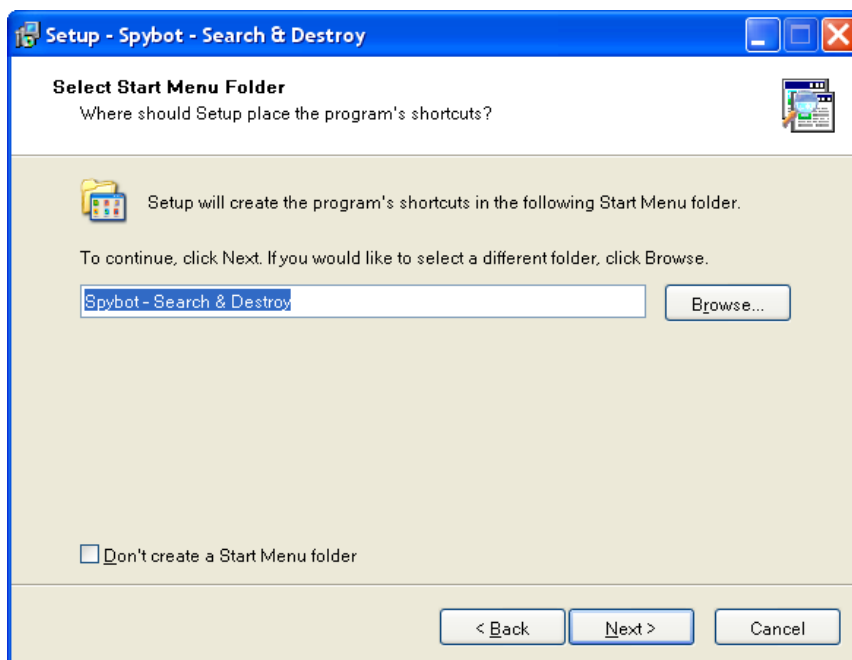 Setup - Spybot - Search & Destroy
Select Start Menu Folder
Where should Setup place the program's shortcuts?
Setup will create the program's shortcuts in the following Start Menu folder.
To continue, click Next. If you would like to select a different folder, click Browse.
Spybot - Search & Destroy
Browse...
Don't create a Start Menu folder
< Back
Next >
Cancel